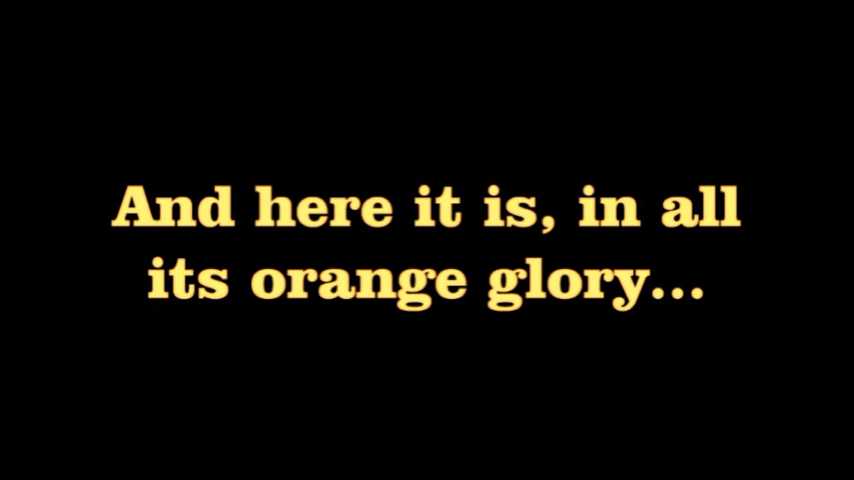 And here it is, in all
its orange glory...